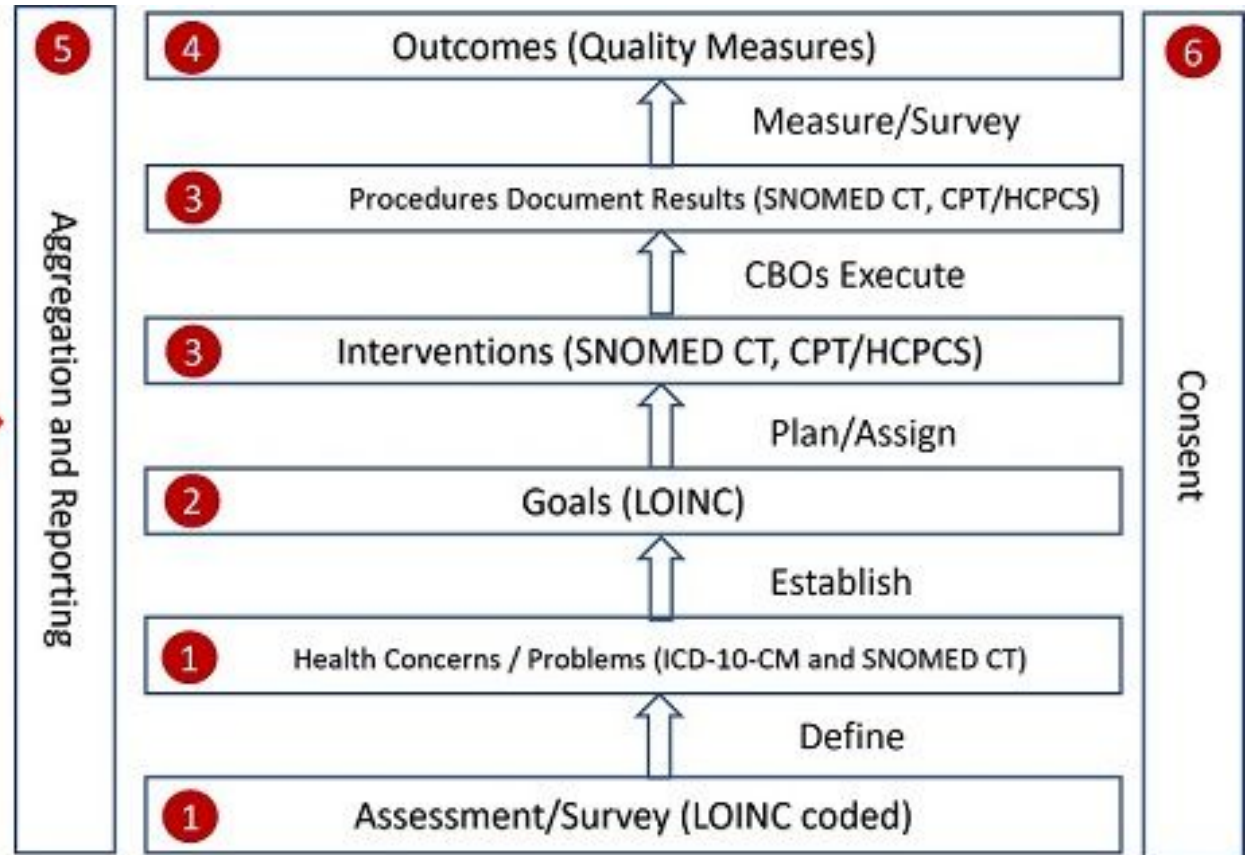 5
Aggregation and Reporting
4
Outcomes (Quality Measures)
Measure/Survey
3
Procedures Document Results (SNOMED CT, CPT/HCPCS)
CBOs Execute
3
Interventions (SNOMED CT, CPT/HCPCS)
Plan/Assign
2
Goals (LOINC)
Establish
1
Health Concerns / Problems (ICD-10-CM and SNOMED CT)
Define
1
Assessment/Survey (LOINC coded)
6
Consent